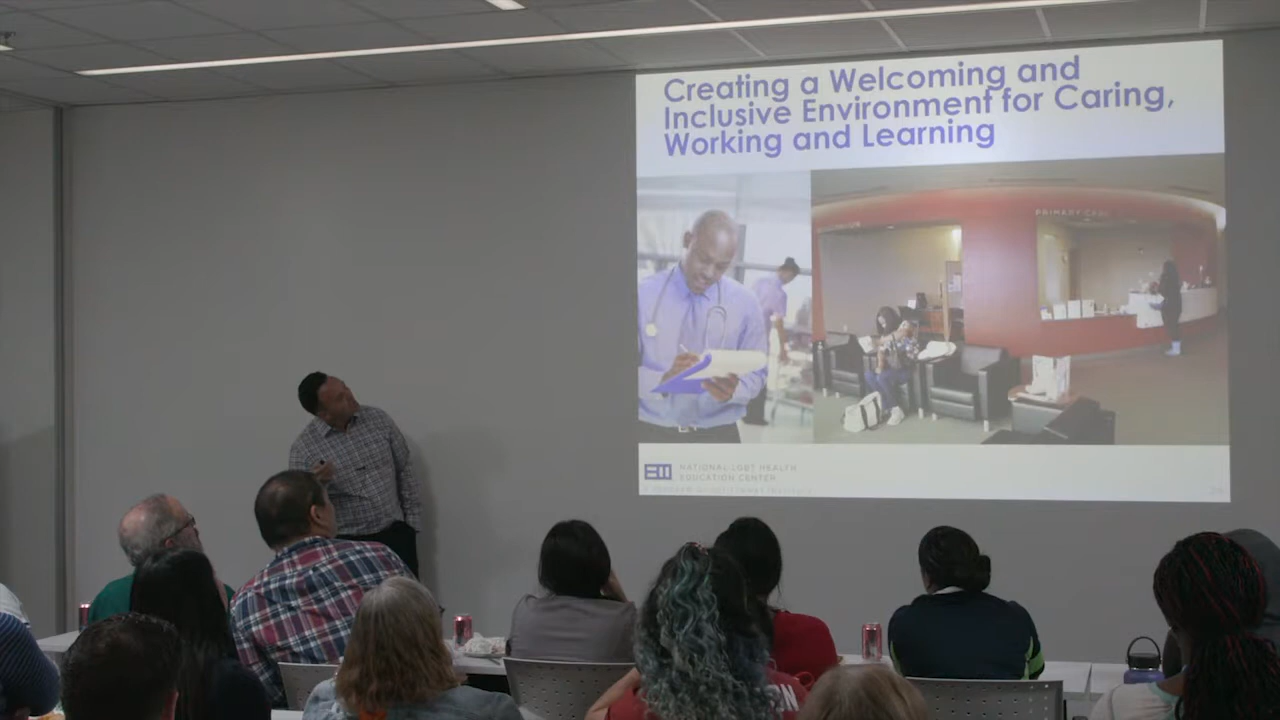 Creating a Welcoming and
Inclusive Environment for Caring,
Working and Learning
PRIMARY CARE
NATIONAL LGBT HEALTH
EDUCATION CENTER